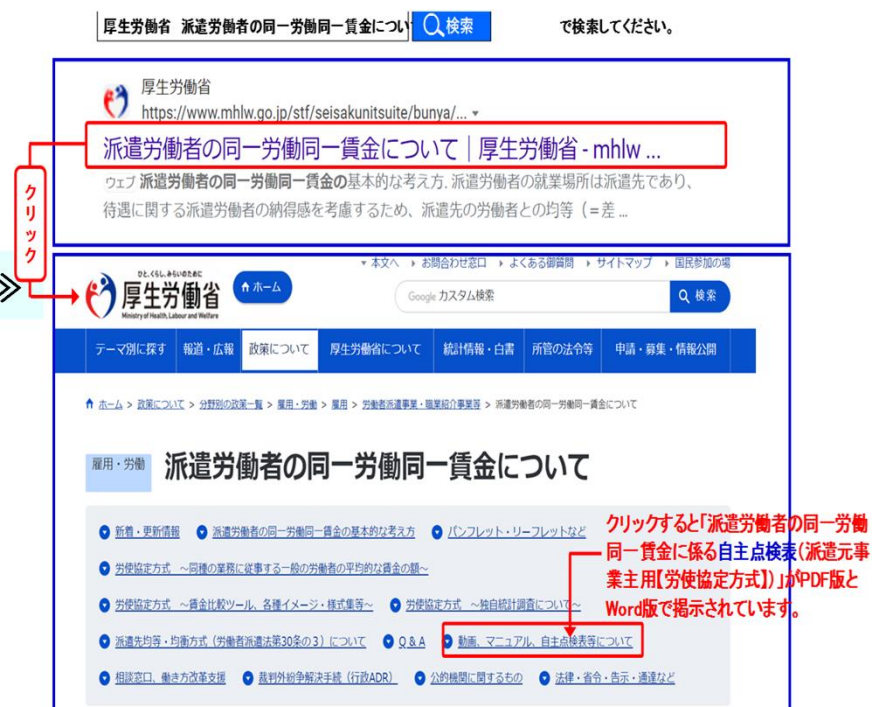 厚生労働省 派遣労働者の同一労働同一賃金につい
検索
で検索してください。
厚生労働省
https://www.mhlw.go.jp/stf/seisakunitsuite/bunya/...
派遣労働者の同一労働同一賃金について｜厚生労働省 - mhlw ...
ウェブ 派遣労働者の同一労働同一賃金の基本的な考え方. 派遣労働者の就業場所は派遣先であり、
待遇に関する派遣労働者の納得感を考慮するため、派遣先の労働者との均等（=差 ...
クリック
本文へ お問合わせ窓口 よくある御質問 サイトマップ 国民参加の場
ひと、くらし、みらいのために
厚生労働省
Ministry of Health, Labour and Welfare
ホーム
Google カスタム検索
検索
テーマ別に探す 報道・広報 政策について 厚生労働省について 統計情報・白書 所管の法令等 申請・募集・情報公開
ホーム > 政策について > 分野別の政策一覧 > 雇用・労働 > 雇用 > 労働者派遣事業・職業紹介事業等 > 派遣労働者の同一労働同一賃金について
雇用・労働
派遣労働者の同一労働同一賃金について
新着・更新情報 派遣労働者の同一労働同一賃金の基本的な考え方 パンフレット・リーフレットなど
労使協定方式 ～同種の業務に従事する一般の労働者の平均的な賃金の額～
労使協定方式 ～賃金比較ツール、各種イメージ・様式集等～ 労使協定方式 ～独自統計調査について～
派遣先均等・均衡方式（労働者派遣法第30条の3）について Q & A 動画、マニュアル、自主点検表等について
相談窓口、働き方改革支援 裁判外紛争解決手続（行政ADR） 公的機関に関するもの 法律・省令・告示・通達など
クリックすると「派遣労働者の同一労働
同一賃金に係る自主点検表(派遣元事
業主用【労使協定方式】)」がPDF版と
Word版で掲示されています。